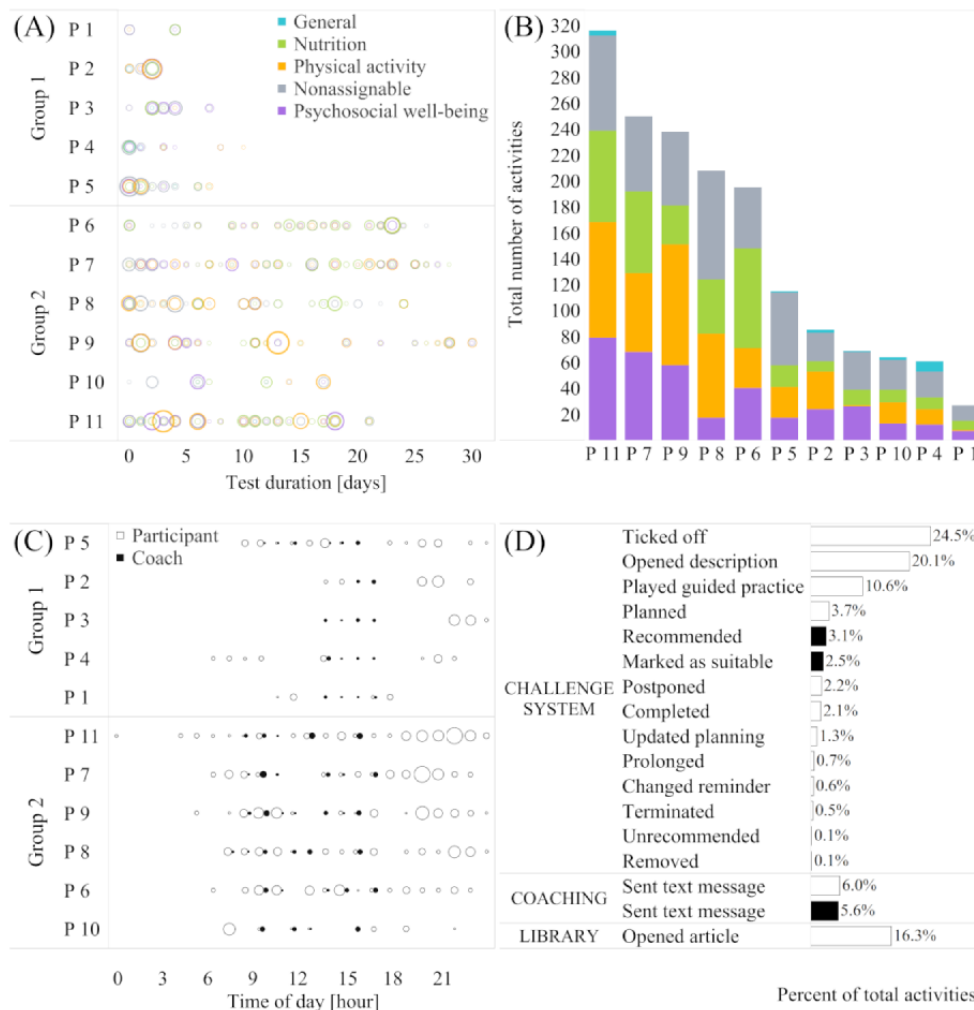 (A)
General
Nutrition
Physical activity
Nonassignable
Psychosocial well-being
Group 1
P 1
P 2
P 3
P 4
P 5
Group 2
P 6
P 7
P 8
P 9
P 10
P 11
0 5 10 15 20 25 30
Test duration [days]
(B)
Total number of activities
320
300
280
260
240
220
200
180
160
140
120
100
80
60
40
20
P 11 P 7 P 9 P 8 P 6 P 5 P 2 P 3 P 10 P 4 P 1
(C)
Participant
Coach
Group 1
P 5
P 2
P 3
P 4
P 1
Group 2
P 11
P 7
P 9
P 8
P 6
P 10
0 3 6 9 12 15 18 21
Time of day [hour]
(D)
CHALLENGE
SYSTEM
Ticked off 24.5%
Opened description 20.1%
Played guided practice 10.6%
Planned 3.7%
Recommended 3.1%
Marked as suitable 2.5%
Postponed 2.2%
Completed 2.1%
Updated planning 1.3%
Prolonged 0.7%
Changed reminder 0.6%
Terminated 0.5%
Unrecommended 0.1%
Removed 0.1%
COACHING
Sent text message 6.0%
Sent text message 5.6%
LIBRARY Opened article 16.3%
Percent of total activities